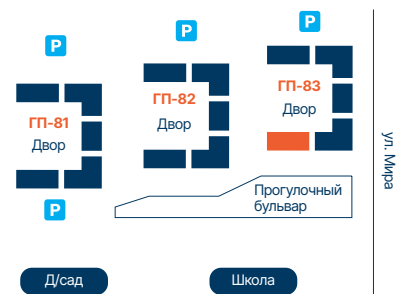 P
P
P
ГП-83
Двор
ГП-82
Двор
ГП-81
Двор
ул. Мира
Прогулочный
бульвар
P
Д/сад
Школа